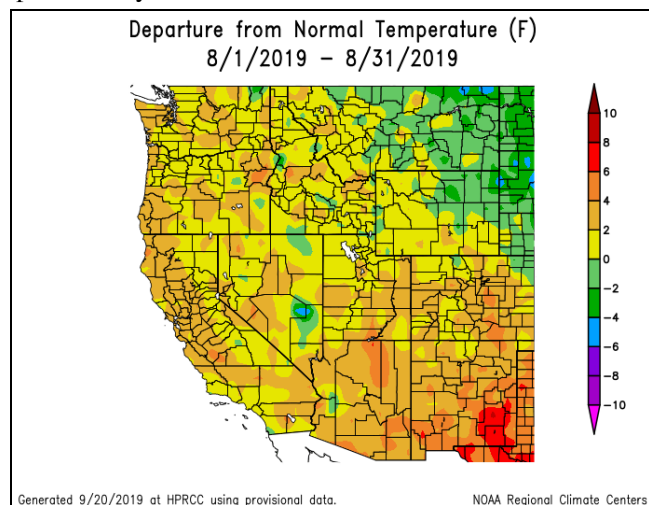 Departure from Normal Temperature (F)
8/1/2019 – 8/31/2019
10
8
6
4
2
0
−2
−4
−6
−8
−10
Generated 9/20/2019 at HPRCC using provisional data.
NOAA Regional Climate Centers